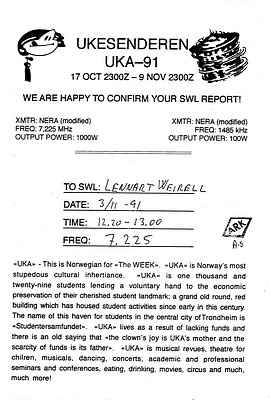 UKESENDEREN
UKA–91
17 OCT 2300Z – 9 NOV 2300Z
WE ARE HAPPY TO CONFIRM YOUR SWL REPORT!
XMTR: NERA (modified)
FREQ: 7,225 MHz
OUTPUT POWER: 1000W
XMTR: NERA (modified)
FREQ: 1485 kHz
OUTPUT POWER: 100W
TO SWL: LENNART WEIRELL
DATE: 3/11 -91
TIME: 12.20 - 13.00
FREQ: 7,225
ARK
A-5
«UKA» - This is Norwegian for «The WEEK». «UKA» is Norway's most
stupedous cultural inhertiance. «UKA» is one thousand and
twenty-nine students lending a voluntary hand to the economic
preservation of their cherished student landmark; a grand old round, red
building which has housed student activities since early in this century.
The name of this haven for students in the central city of Trondheim is
«Studentersamfundet». «UKA» lives as a result of lacking funds and
there is an old saying that «the clown's joy is UKA's mother and the
scarcity of funds is its father». «UKA» is musical revues, theatre for
chilren, musicals, dancing, concerts, academic and professional
seminars and conferences, eating, drinking, movies, circus and much,
much more!